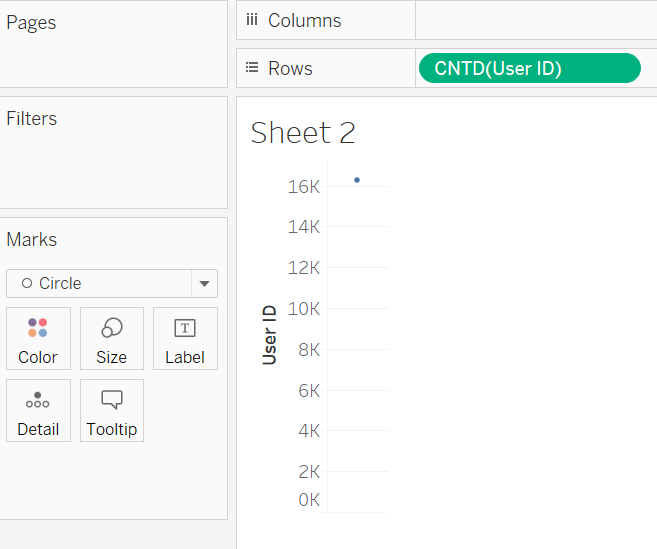 Pages
Columns
Rows
CNTD(User ID)
Filters
Marks
Circle
Color
Size
Label
T
Detail
Tooltip
Sheet 2
User ID
16K
14K
12K
10K
8K
6K
4K
2K
0K